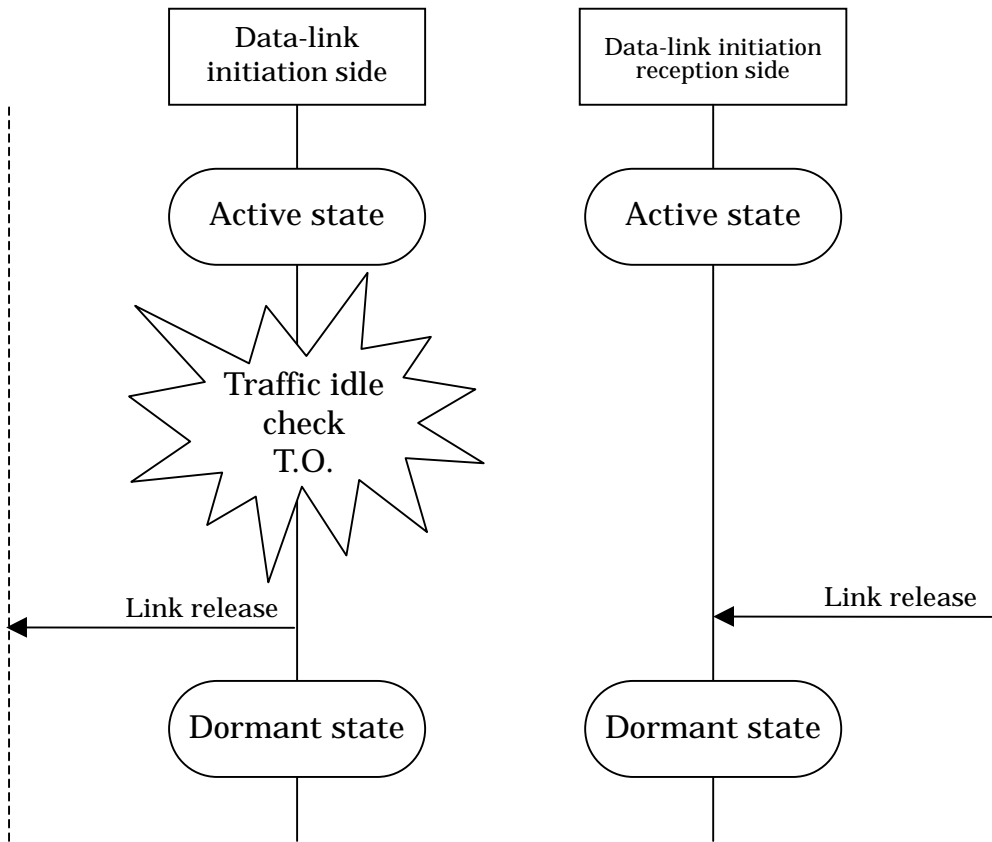 Data-link
initiation side
Data-link initiation
reception side
Active state
Active state
Traffic idle
check
T.O.
Link release
Link release
Dormant state
Dormant state